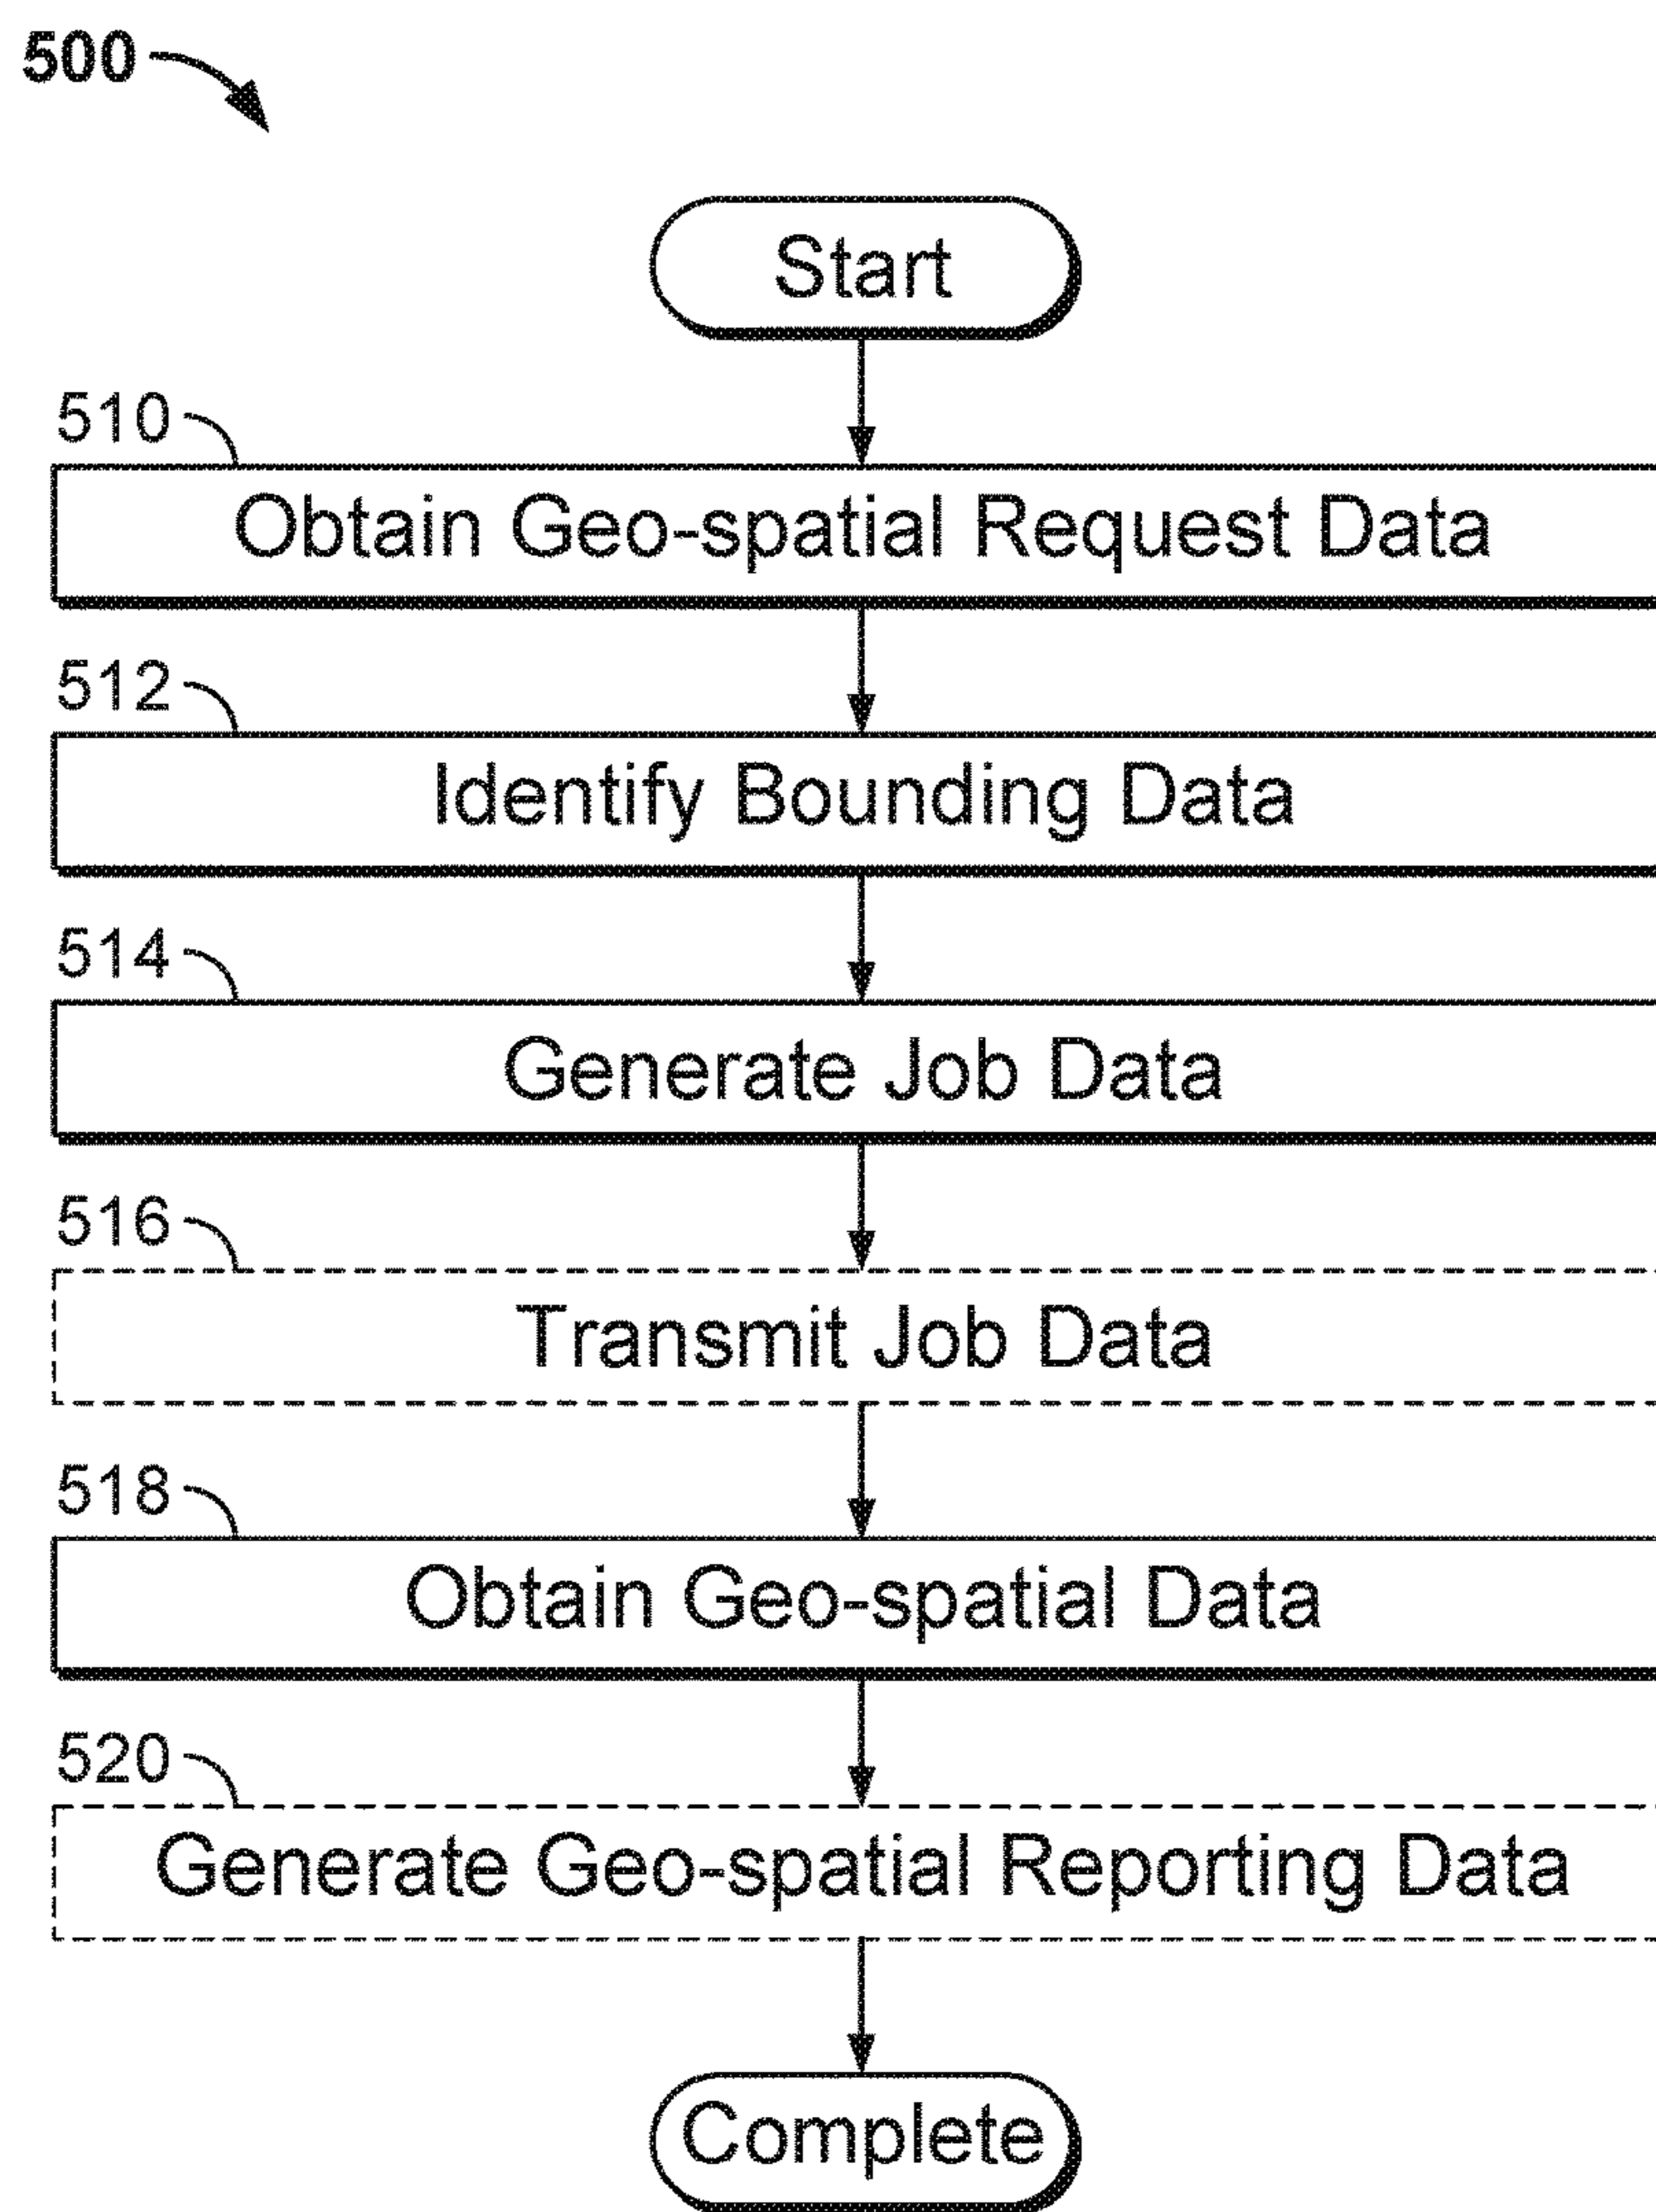 500
Start
510
Obtain Geo-spatial Request Data
512
Identify Bounding Data
514
Generate Job Data
516
Transmit Job Data
518
Obtain Geo-spatial Data
520
Generate Geo-spatial Reporting Data
Complete